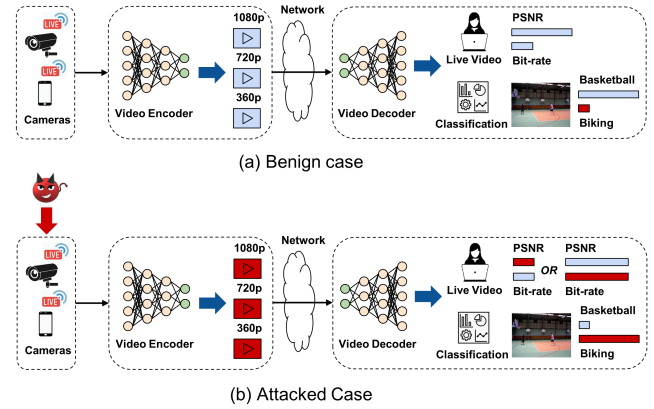 LIVE
LIVE
Cameras
Video Encoder
1080p
720p
360p
Network
Video Decoder
Live Video
PSNR
Bit-rate
Classification
Basketball
Biking
(a) Benign case
LIVE
LIVE
Cameras
Video Encoder
1080p
720p
360p
Network
Video Decoder
Live Video
PSNR
OR
PSNR
Bit-rate
Bit-rate
Classification
Basketball
Biking
(b) Attacked Case